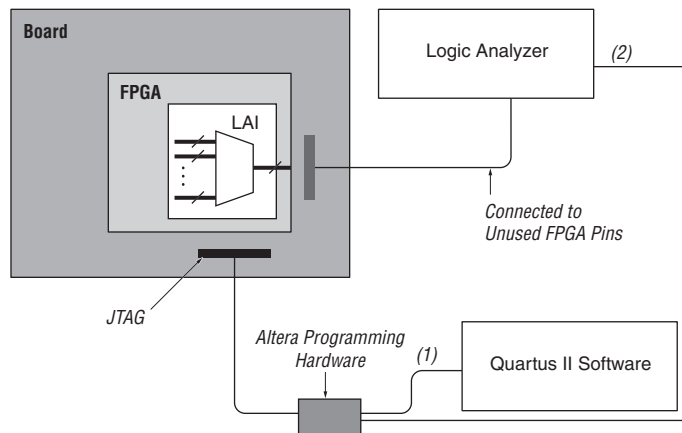 Board
FPGA
LAI
Logic Analyzer
(2)
Connected to
Unused FPGA Pins
JTAG
Altera Programming
Hardware
(1)
Quartus II Software